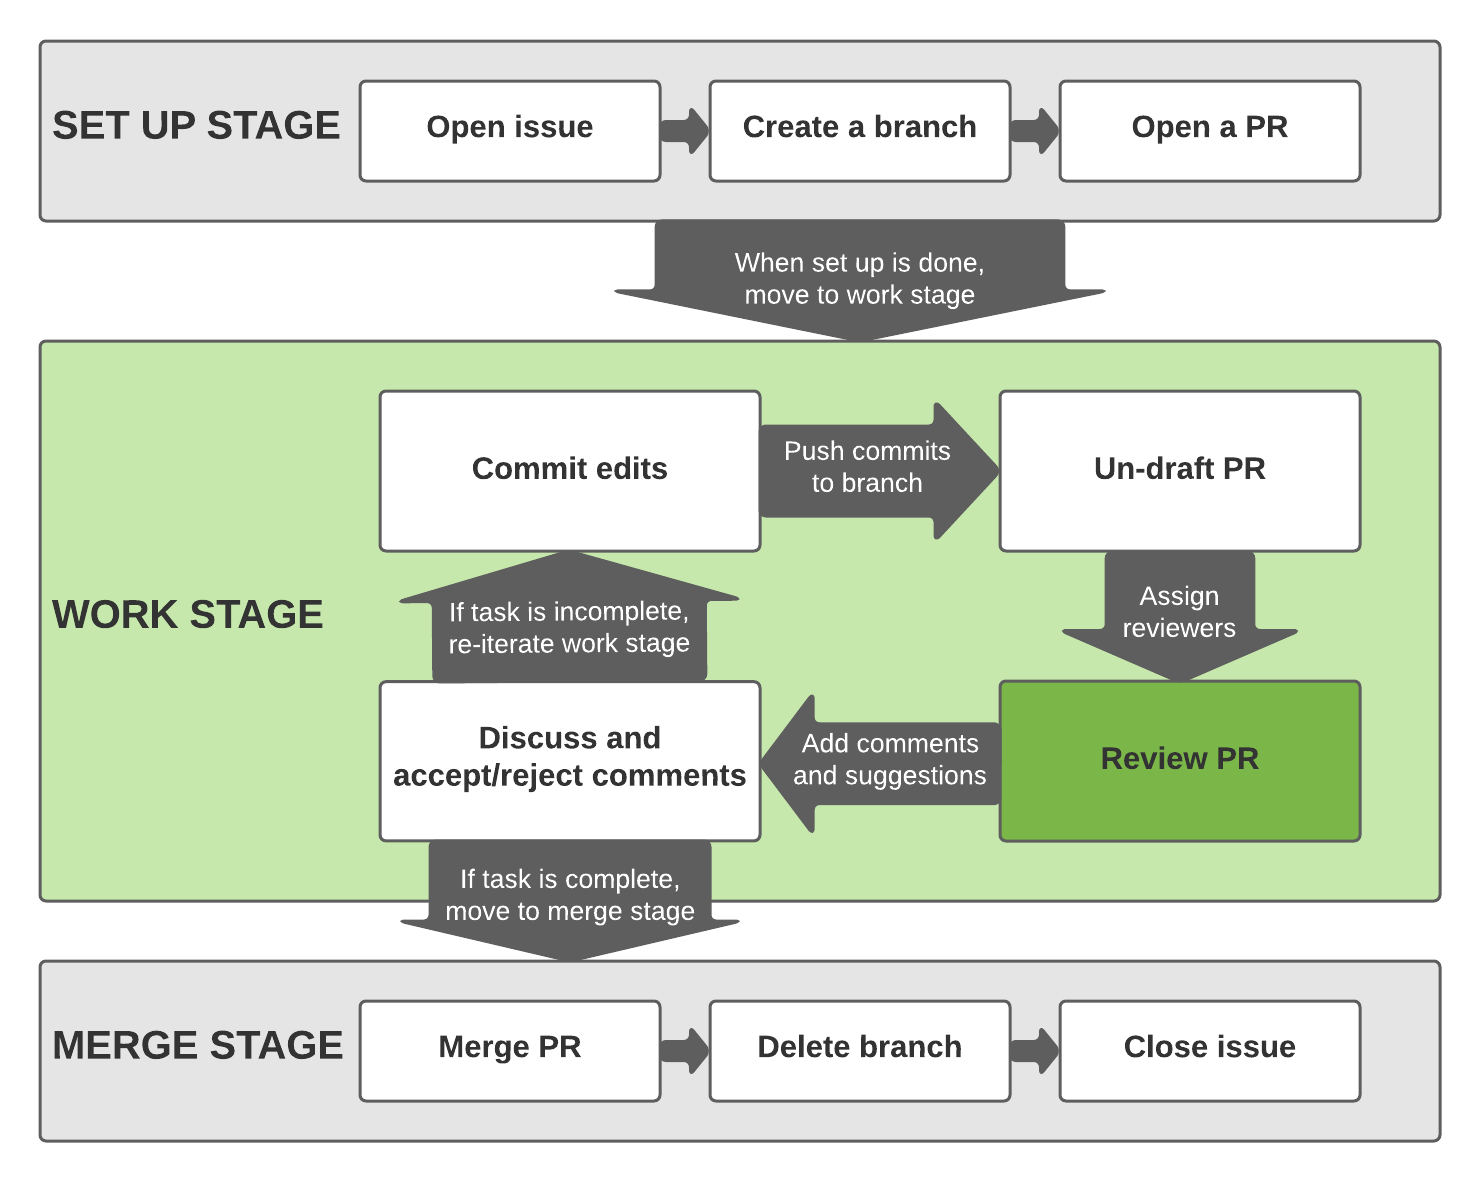 SET UP STAGE
Open issue
Create a branch
Open a PR
When set up is done,
move to work stage
WORK STAGE
Commit edits
Push commits
to branch
Un-draft PR
Assign
reviewers
Review PR
Add comments
and suggestions
Discuss and
accept/reject comments
If task is incomplete,
re-iterate work stage
If task is complete,
move to merge stage
MERGE STAGE
Merge PR
Delete branch
Close issue